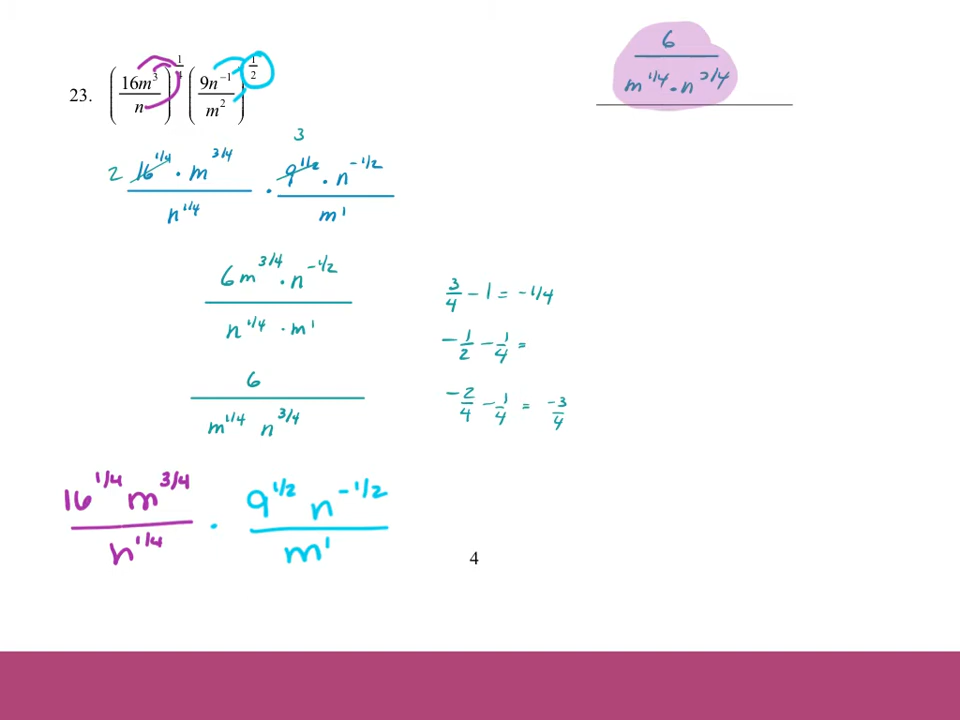 23. (16m³/n)^(1/4) (9n⁻¹/m²)^(1/2)
6/(m^(1/4) · n^(3/4))
2 3
16^(1/4) · m^(3/4) / n^(1/4) · 9^(1/2) · n^(-1/2) / m^1
6m^(3/4) · n^(-1/2) / (n^(1/4) · m^1)
3/4 - 1 = -1/4
-1/2 - 1/4 =
6/(m^(1/4) n^(3/4))
-2/4 - 1/4 = -3/4
16^(1/4) m^(3/4) / n^(1/4) · 9^(1/2) n^(-1/2) / m^1
4